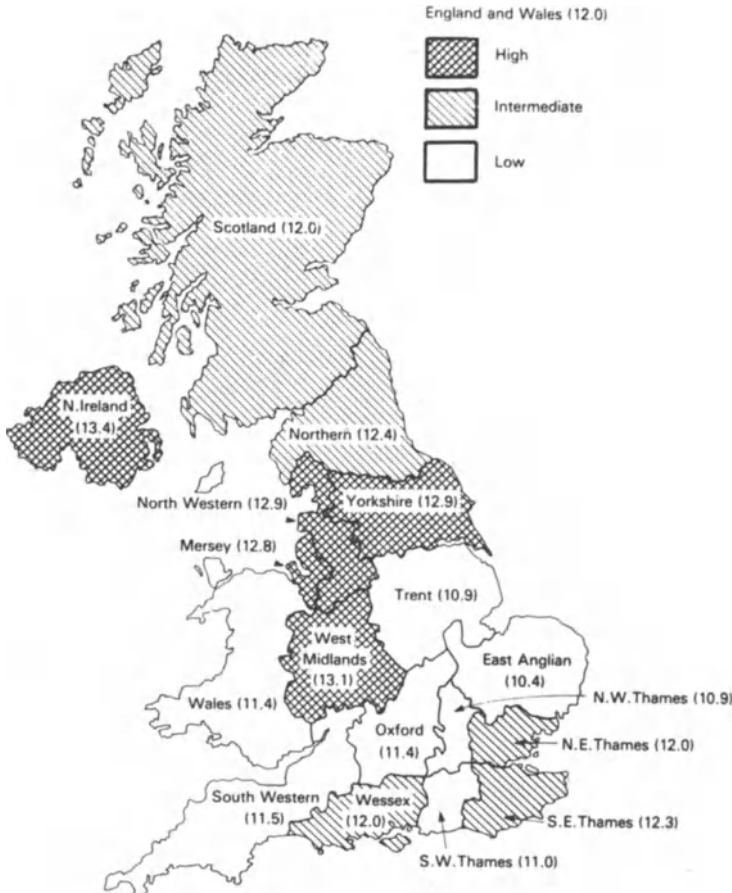 England and Wales (12.0)
High
Intermediate
Low
Scotland (12.0)
N.Ireland
(13.4)
Northern (12.4)
North Western (12.9)
Yorkshire (12.9)
Mersey (12.8)
Trent (10.9)
West
Midlands
(13.1)
East Anglian
(10.4)
Wales (11.4)
N.W.Thames (10.9)
Oxford
(11.4)
N.E.Thames (12.0)
South Western
(11.5)
Wessex
(12.0)
S.E.Thames (12.3)
S.W.Thames (11.0)